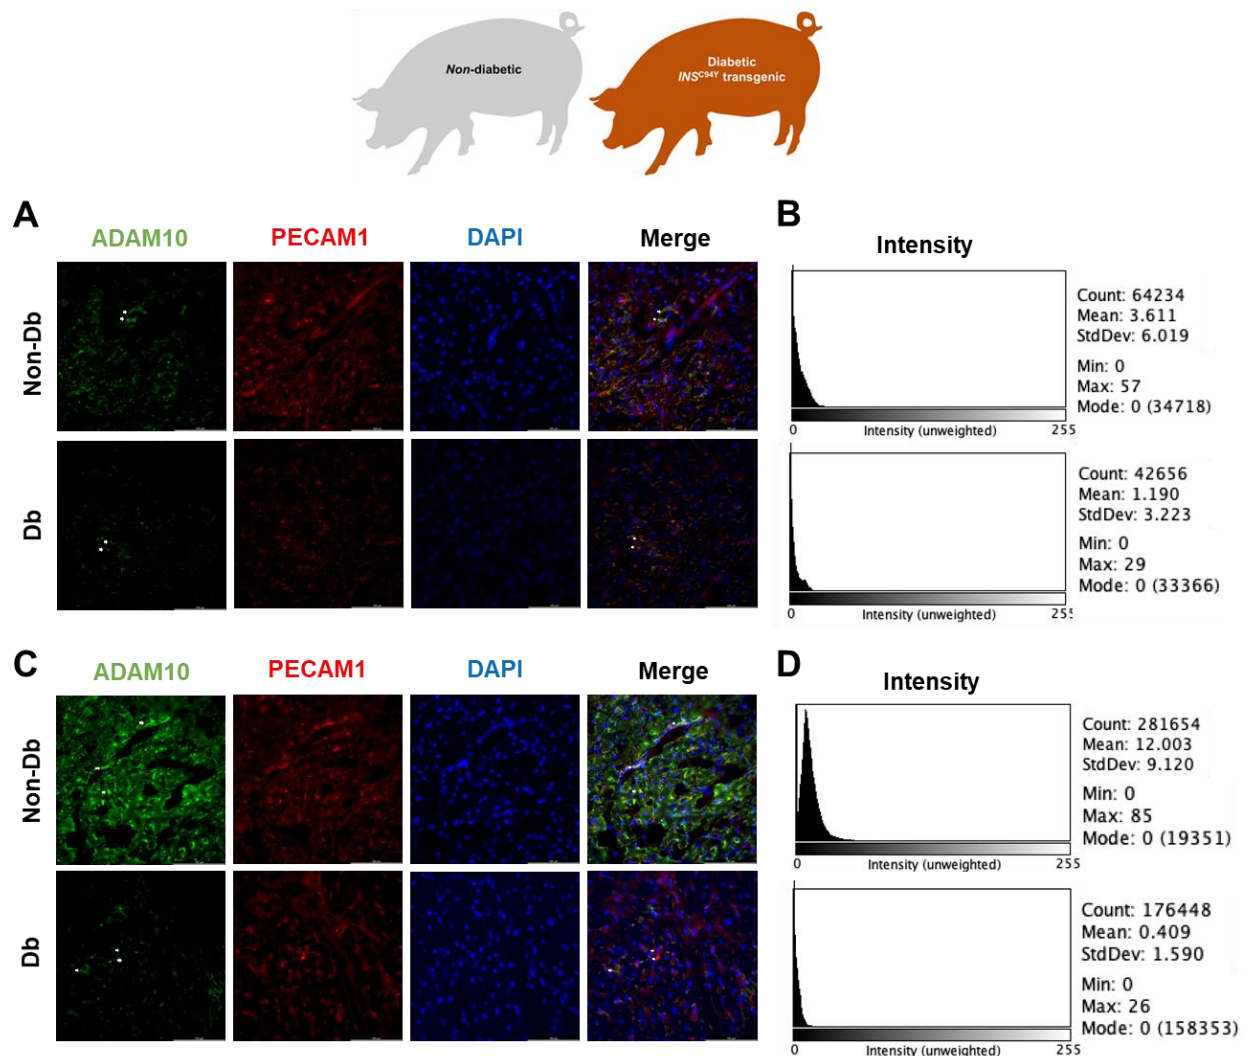 Non-diabetic
Diabetic
INSC94Y transgenic
A
B
ADAM10
PECAM1
DAPI
Merge
Intensity
Non-Db
Count: 64234
Mean: 3.611
StdDev: 6.019
Min: 0
Max: 57
Mode: 0 (34718)
0
Intensity (unweighted)
255
Db
Count: 42656
Mean: 1.190
StdDev: 3.223
Min: 0
Max: 29
Mode: 0 (33366)
0
Intensity (unweighted)
255
C
D
ADAM10
PECAM1
DAPI
Merge
Intensity
Non-Db
Count: 281654
Mean: 12.003
StdDev: 9.120
Min: 0
Max: 85
Mode: 0 (19351)
0
Intensity (unweighted)
255
Db
Count: 176448
Mean: 0.409
StdDev: 1.590
Min: 0
Max: 26
Mode: 0 (158353)
0
Intensity (unweighted)
255